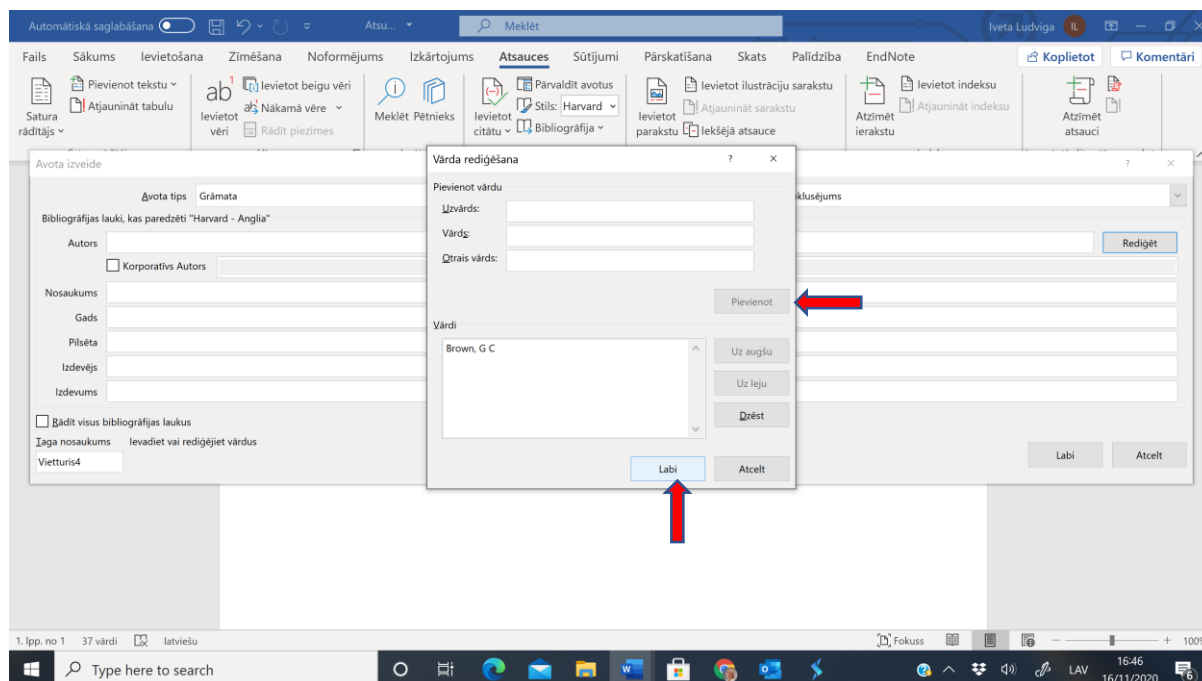 Automātiskā saglabāšana Atsu... Meklēt Iveta Ludviga IL
Fails Sākums Ievietošana Zīmēšana Noformējums Izkārtojums Atsauces Sūtījumi Pārskatīšana Skats Palīdzība EndNote Koplietot Komentāri
Satura rādītājs
Pievienot tekstu
Atjaunināt tabulu
ab1
Ievietot vēri
Ievietot beigu vēri
Nākamā vēre
Rādīt piezīmes
Meklēt Pētnieks
Ievietot citātu
Pārvaldīt avotus
Stils: Harvard
Bibliogrāfija
Ievietot parakstu
Ievietot ilustrāciju sarakstu
Atjaunināt sarakstu
Iekšējā atsauce
Atzīmēt ierakstu
Ievietot indeksu
Atjaunināt indeksu
Atzīmēt atsauci
Avota izveide ? ×
Avota tips Grāmata
klusējums
Bibliogrāfijas lauki, kas paredzēti "Harvard - Anglia"
Autors Rediģēt
Korporatīvs Autors
Nosaukums
Gads
Pilsēta
Izdevējs
Izdevums
Rādīt visus bibliogrāfijas laukus
Taga nosaukums Ievadiet vai rediģējiet vārdus
Vietturis4
Labi Atcelt
Vārda rediģēšana ? ×
Pievienot vārdu
Uzvārds:
Vārds:
Otrais vārds:
Pievienot
Vārdi
Brown, G C
Uz augšu
Uz leju
Dzēst
Labi Atcelt
1. lpp. no 1 37 vārdi latviešu Fokuss 100%
Type here to search LAV 16:46
16/11/2020